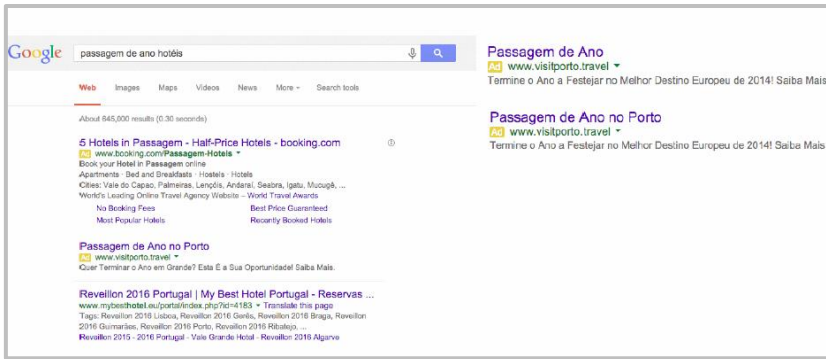 Google
passagem de ano hotéis
Web Images Maps Videos News More Search tools
About 645,000 results (0.30 seconds)
5 Hotels in Passagem - Half-Price Hotels - booking.com
Ad www.booking.com/Passagem-Hotels
Book your Hotel in Passagem online
Apartments · Bed and Breakfasts · Hostels · Hotels
Cities: Vale do Capao, Palmeiras, Lençóis, Andaraí, Seabra, Igatu, Mucugê, ...
World's Leading Online Travel Agency Website – World Travel Awards
No Booking Fees Best Price Guaranteed
Most Popular Hotels Recently Booked Hotels
Passagem de Ano no Porto
Ad www.visitporto.travel
Quer Terminar o Ano em Grande? Esta É a Sua Oportunidade! Saiba Mais.
Reveillon 2016 Portugal | My Best Hotel Portugal - Reservas ...
www.mybesthotel.eu/portal/index.php?id=4183 Translate this page
Tags: Reveillon 2016 Lisboa, Reveillon 2016 Gerês, Reveillon 2016 Braga, Reveillon
2016 Guimarães, Reveillon 2016 Porto, Reveillon 2016 Ribatejo, ...
Reveillon 2015 - 2016 Portugal - Vale Grande Hotel - Reveillon 2016 Algarve
Passagem de Ano
Ad www.visitporto.travel
Termine o Ano a Festejar no Melhor Destino Europeu de 2014! Saiba Mais
Passagem de Ano no Porto
Ad www.visitporto.travel
Termine o Ano a Festejar no Melhor Destino Europeu de 2014! Saiba Mais